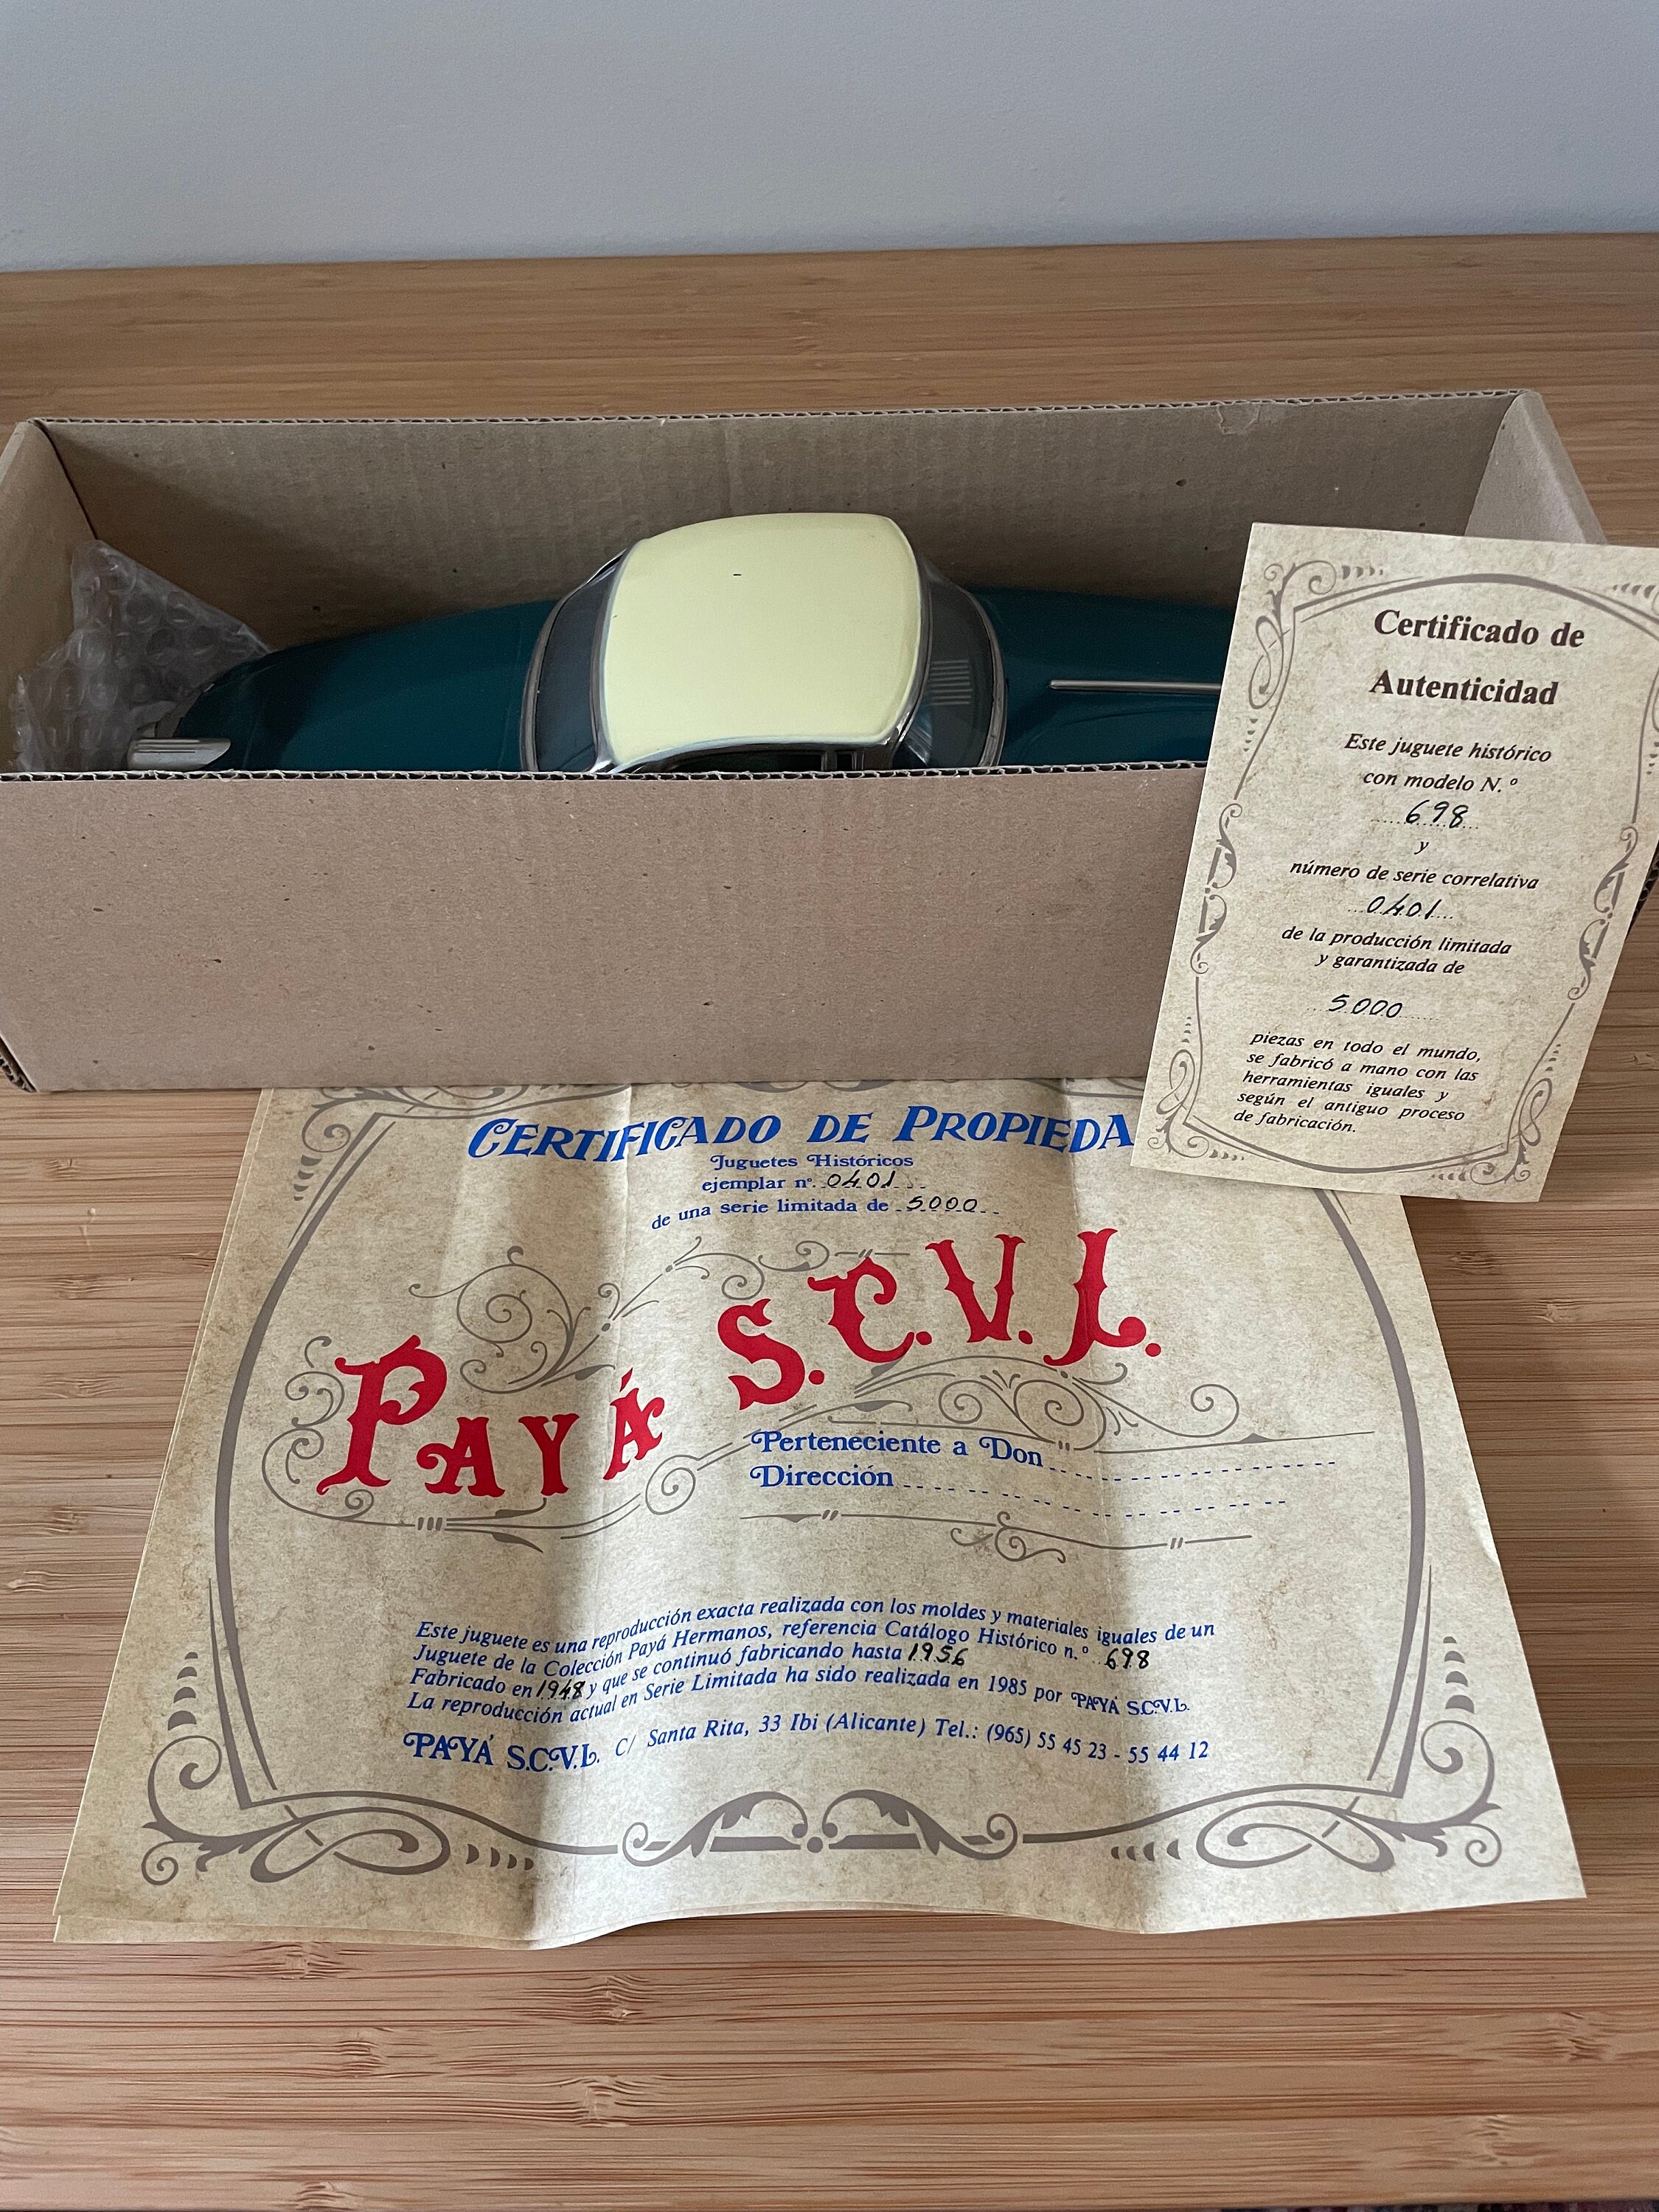 Certificado de
Autenticidad
Este juguete histórico
con modelo N.º
698
y
número de serie correlativa
0401
de la producción limitada
y garantizada de
5.000
piezas en todo el mundo,
se fabricó a mano con las
herramientas iguales y
según el antiguo proceso
de fabricación.
CERTIFICADO DE PROPIEDA
Juguetes Históricos
ejemplar nº. 0401
de una serie limitada de 5.000
PAYÁ S.C.V.L.
Perteneciente a Don
Dirección
Este juguete es una reproducción exacta realizada con los moldes y materiales iguales de un
Juguete de la Colección Payá Hermanos, referencia Catálogo Histórico n.º 698
Fabricado en 1948 y que se continuó fabricando hasta 1956
La reproducción actual en Serie Limitada ha sido realizada en 1985 por PAYÁ S.C.V.L.
PAYÁ S.C.V.L. C/ Santa Rita, 33 Ibi (Alicante) Tel.: (965) 55 45 23 - 55 44 12